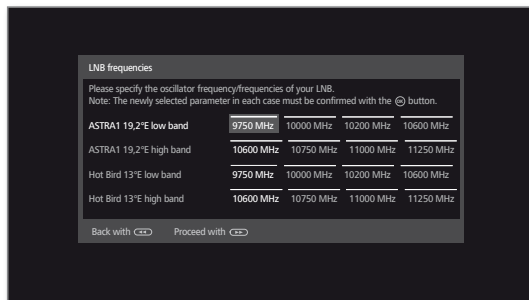 LNB frequencies
Please specify the oscillator frequency/frequencies of your LNB.
Note: The newly selected parameter in each case must be confirmed with the OK button.
ASTRA1 19,2°E low band 9750 MHz 10000 MHz 10200 MHz 10600 MHz
ASTRA1 19,2°E high band 10600 MHz 10750 MHz 11000 MHz 11250 MHz
Hot Bird 13°E low band 9750 MHz 10000 MHz 10200 MHz 10600 MHz
Hot Bird 13°E high band 10600 MHz 10750 MHz 11000 MHz 11250 MHz
Back with Proceed with